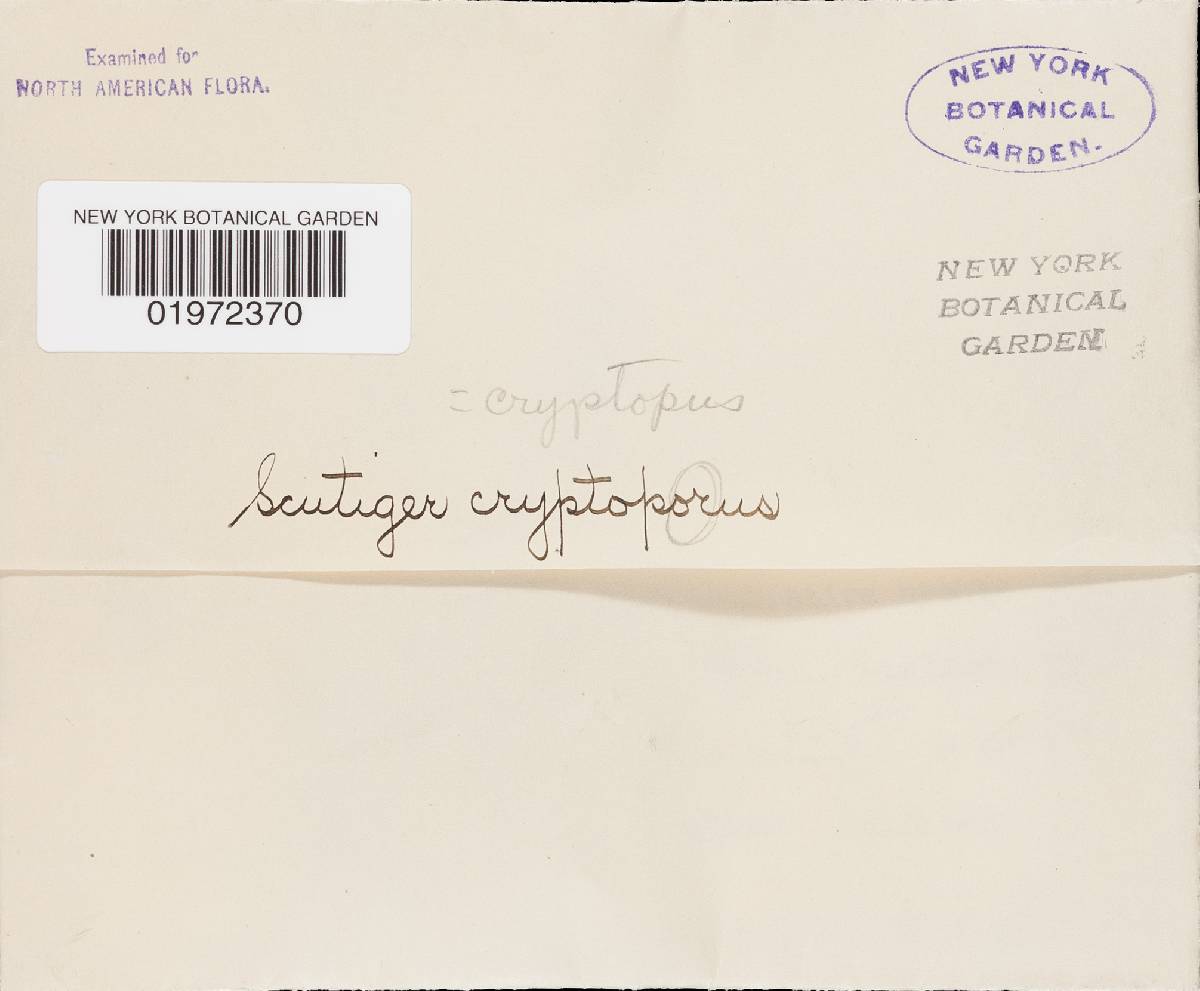 Examined for
NORTH AMERICAN FLORA.
NEW YORK
BOTANICAL
GARDEN.
NEW YORK BOTANICAL GARDEN
01972370
NEW YORK
BOTANICAL
GARDEN
= cryptopus
Scutiger cryptoporus